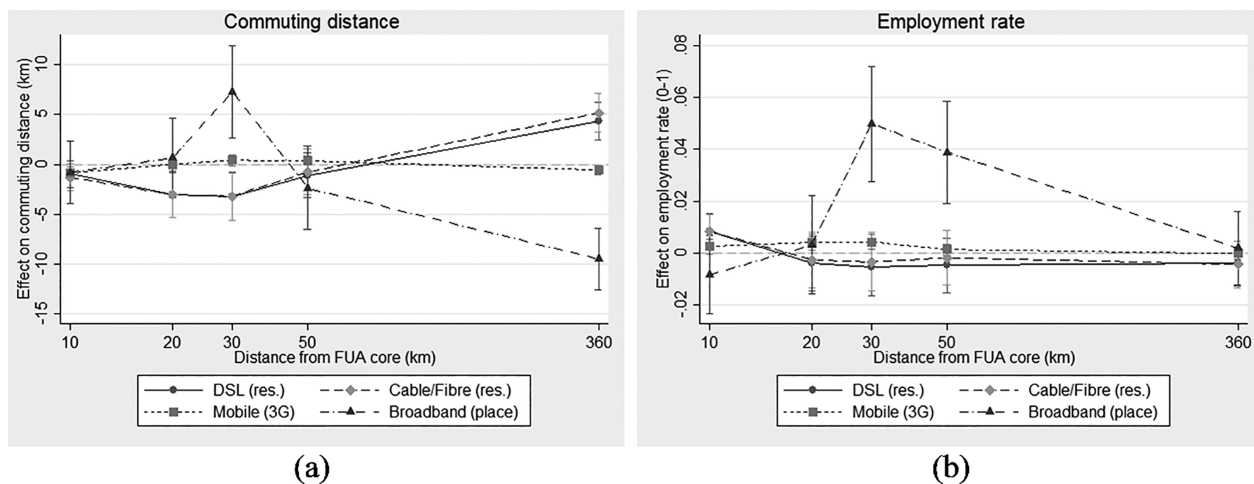 Commuting distance
Effect on commuting distance (km)
10
5
0
-5
-10
-15
10 20 30 50 360
Distance from FUA core (km)
DSL (res.) Cable/Fibre (res.)
Mobile (3G) Broadband (place)
(a)
Employment rate
Effect on employment rate (0-1)
.08
.06
.04
.02
0
-.02
10 20 30 50 360
Distance from FUA core (km)
DSL (res.) Cable/Fibre (res.)
Mobile (3G) Broadband (place)
(b)